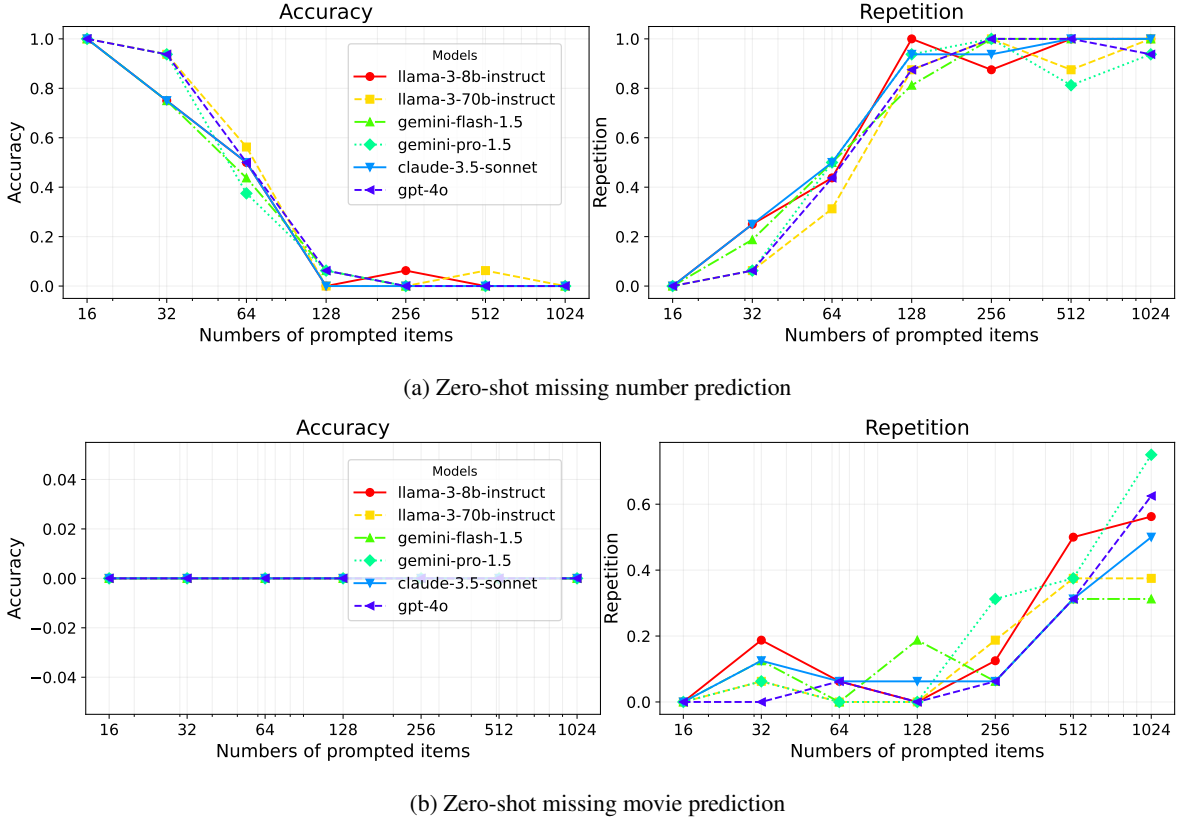 Accuracy
Repetition
1.0
0.8
0.6
0.4
0.2
0.0
Accuracy
Models
llama-3-8b-instruct
llama-3-70b-instruct
gemini-flash-1.5
gemini-pro-1.5
claude-3.5-sonnet
gpt-4o
16 32 64 128 256 512 1024
Numbers of prompted items
1.0
0.8
0.6
0.4
0.2
0.0
Repetition
16 32 64 128 256 512 1024
Numbers of prompted items
(a) Zero-shot missing number prediction
Accuracy
Repetition
0.04
0.02
0.00
−0.02
−0.04
Accuracy
Models
llama-3-8b-instruct
llama-3-70b-instruct
gemini-flash-1.5
gemini-pro-1.5
claude-3.5-sonnet
gpt-4o
16 32 64 128 256 512 1024
Numbers of prompted items
0.6
0.4
0.2
0.0
Repetition
16 32 64 128 256 512 1024
Numbers of prompted items
(b) Zero-shot missing movie prediction